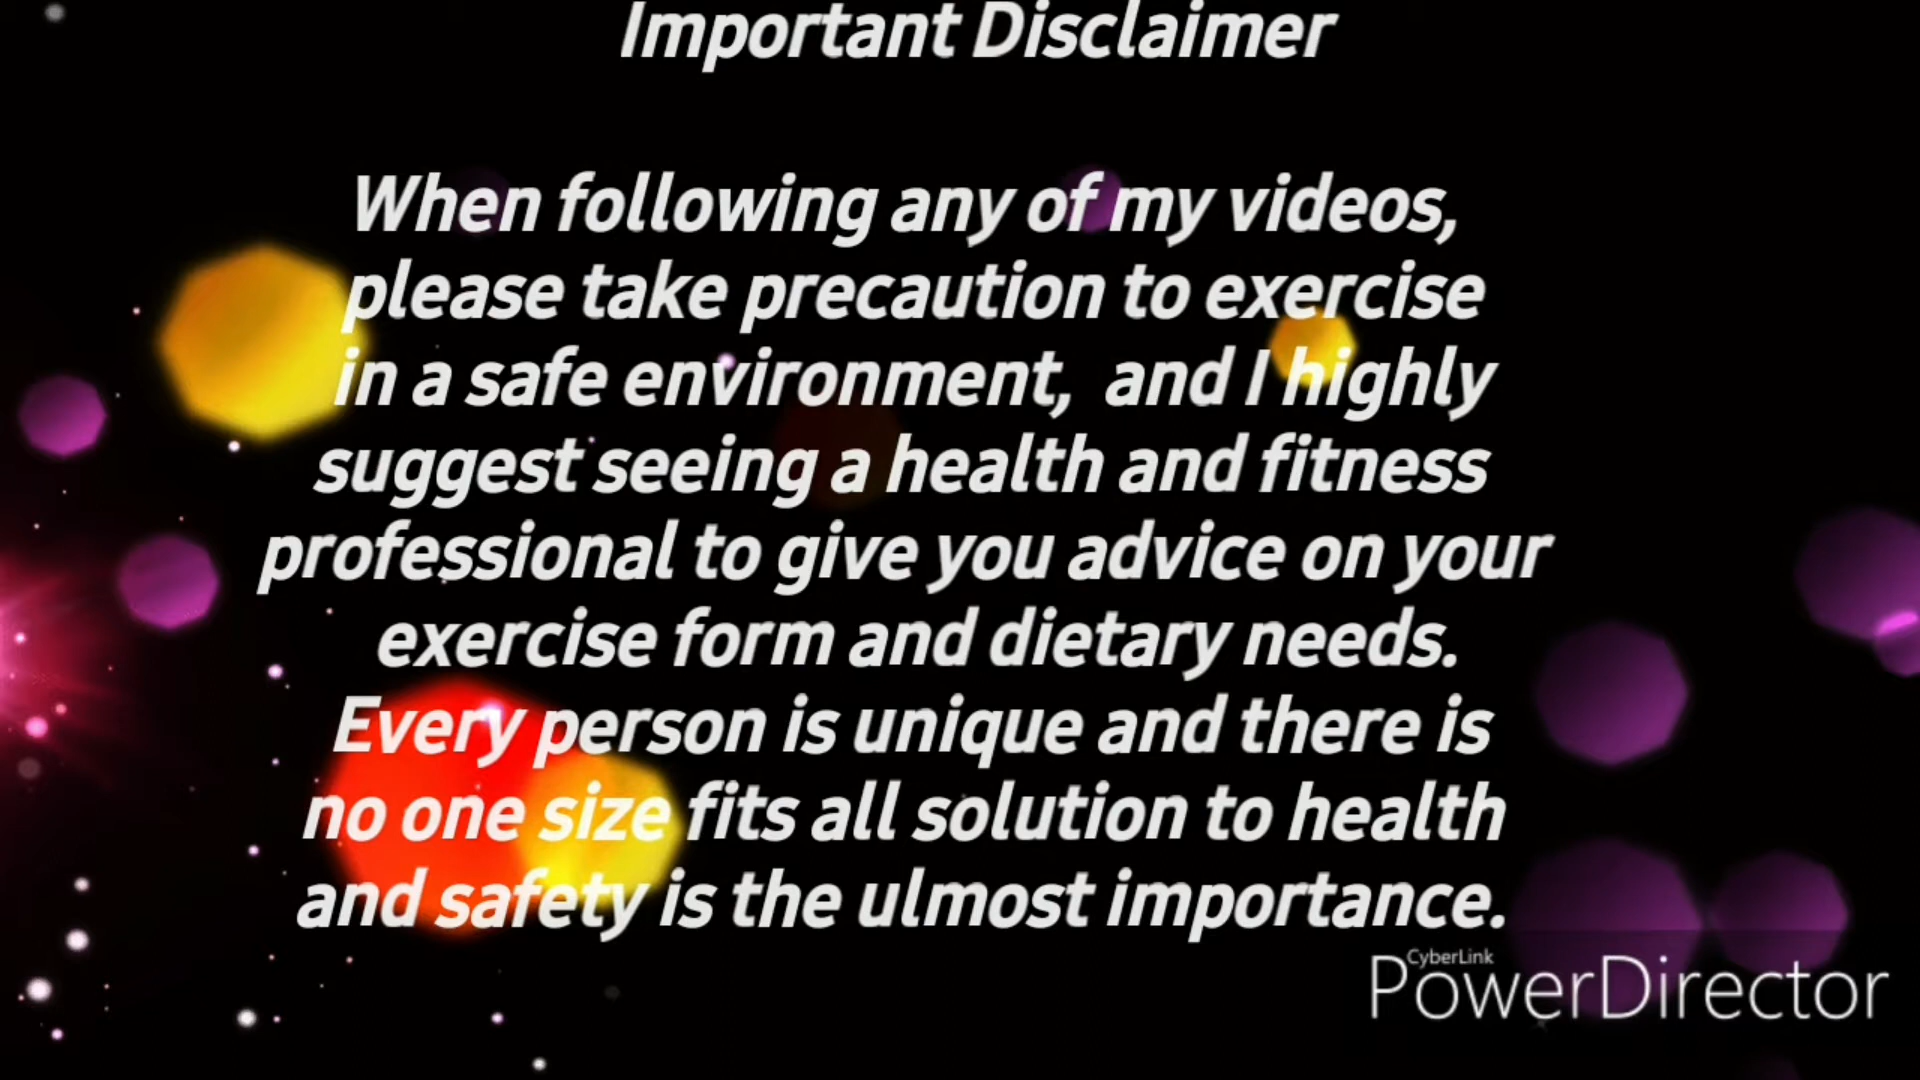 Important Disclaimer
When following any of my videos,
please take precaution to exercise
in a safe environment,  and I highly
suggest seeing a health and fitness
professional to give you advice on your
exercise form and dietary needs.
Every person is unique and there is
no one size fits all solution to health
and safety is the ulmost importance.
CyberLink
PowerDirector